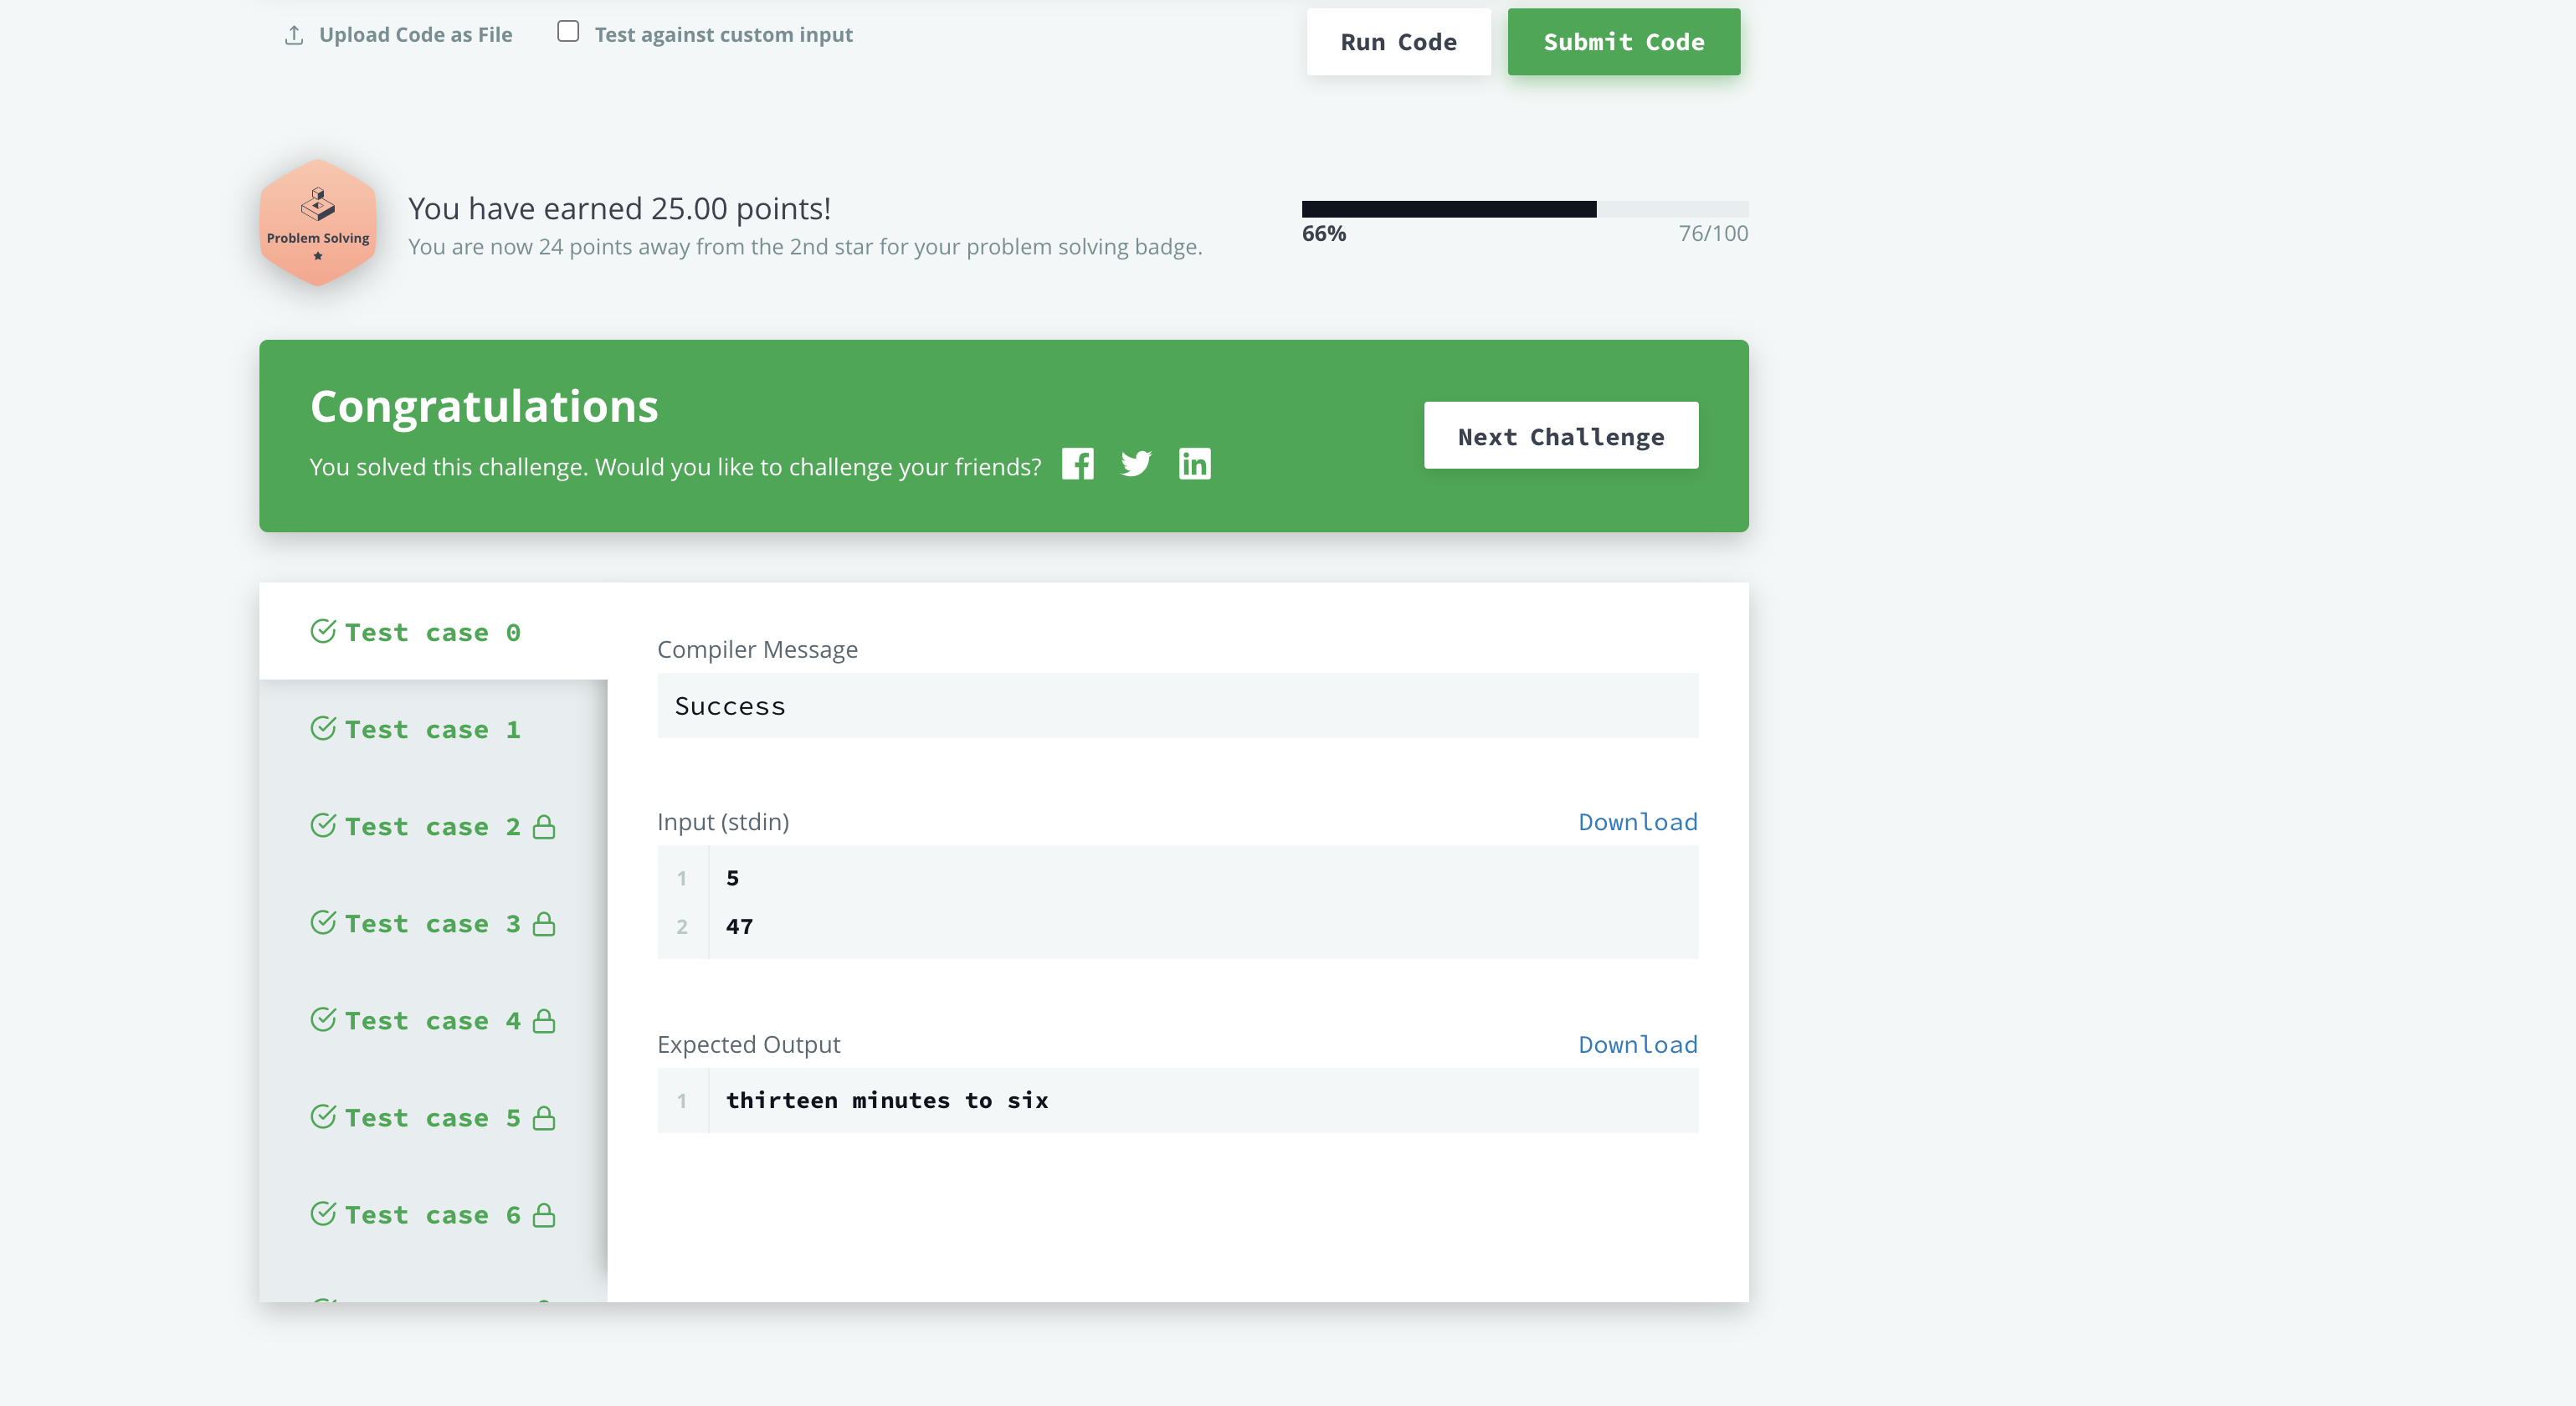 Upload Code as File
Test against custom input
Run Code
Submit Code
Problem Solving
You have earned 25.00 points!
You are now 24 points away from the 2nd star for your problem solving badge.
66%
76/100
Congratulations
You solved this challenge. Would you like to challenge your friends?
Next Challenge
Test case 0
Test case 1
Test case 2
Test case 3
Test case 4
Test case 5
Test case 6
Compiler Message
Success
Input (stdin)
Download
1 5
2 47
Expected Output
Download
1 thirteen minutes to six